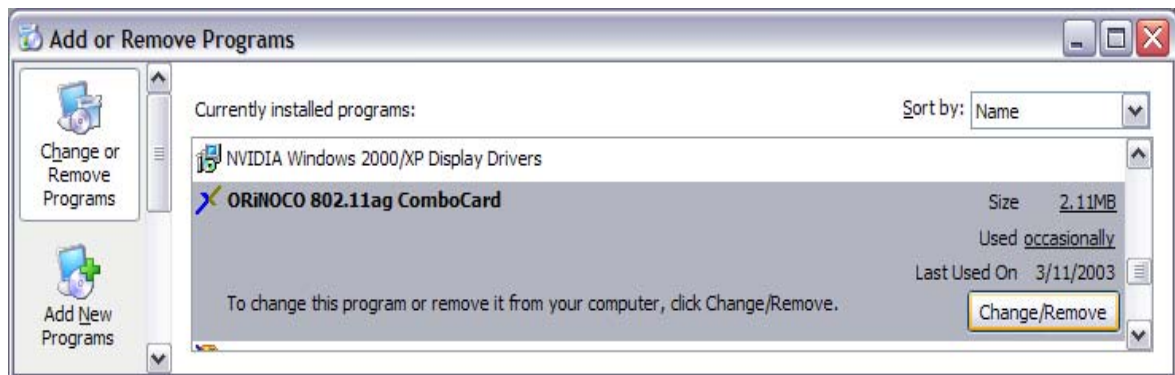 Add or Remove Programs
Change or
Remove
Programs
Add New
Programs
Currently installed programs:
Sort by: Name
NVIDIA Windows 2000/XP Display Drivers
ORiNOCO 802.11ag ComboCard
Size 2.11MB
Used occasionally
Last Used On 3/11/2003
To change this program or remove it from your computer, click Change/Remove.
Change/Remove